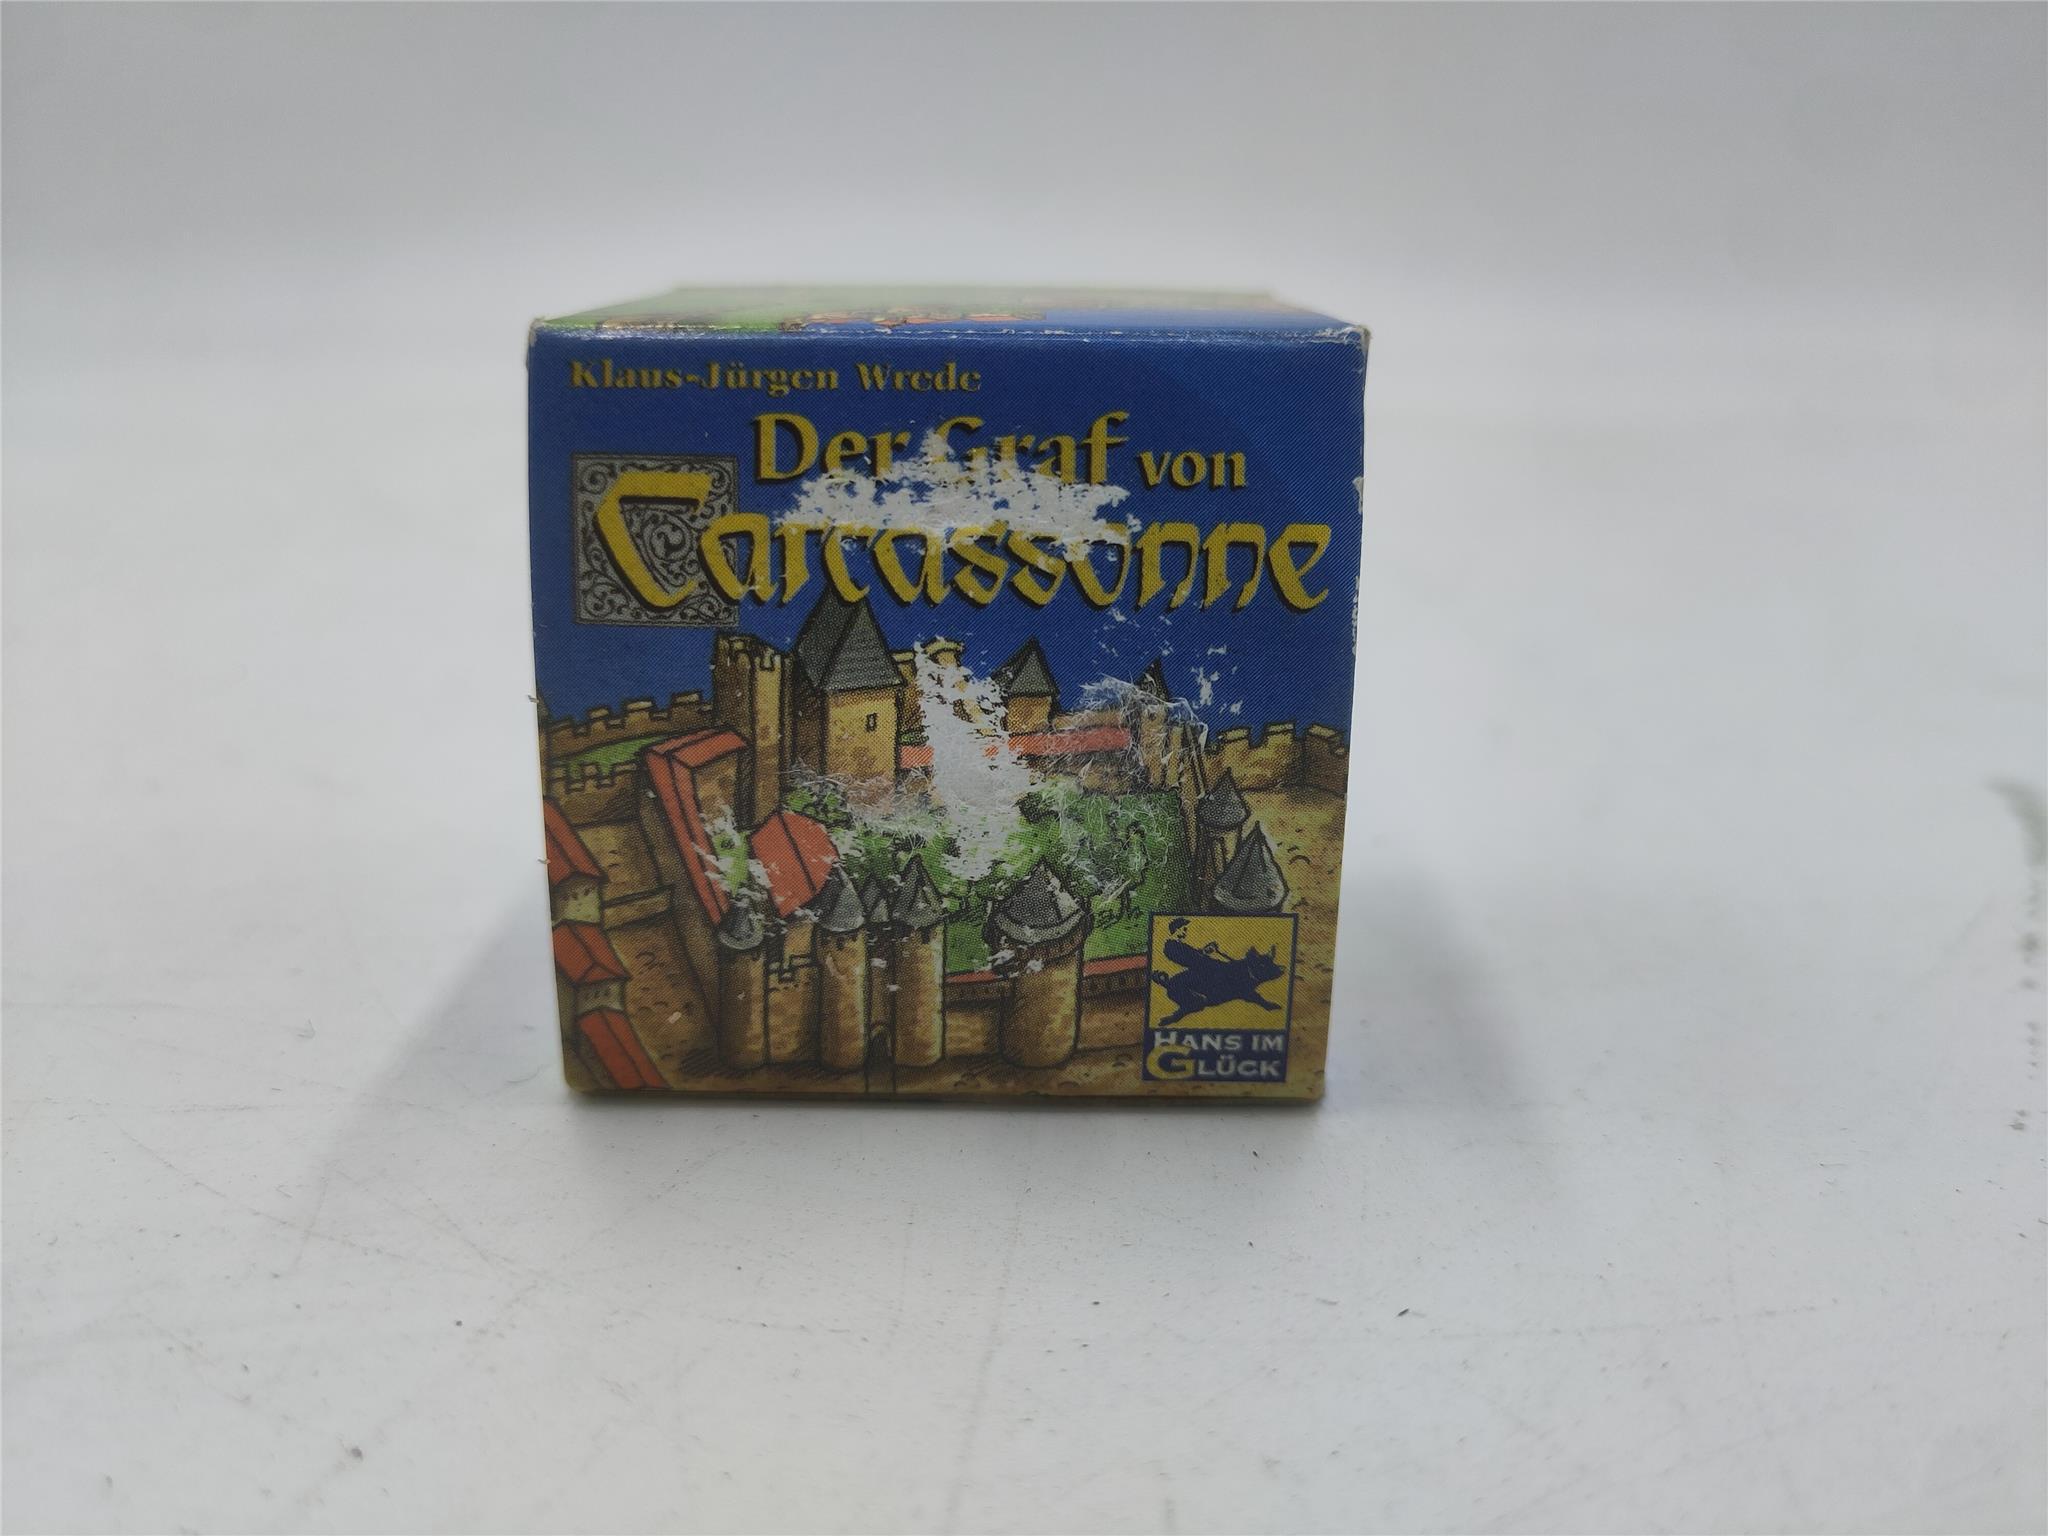 Klaus-Jürgen Wrede
Der Graf von
Carcassonne
HANS IM
GLÜCK